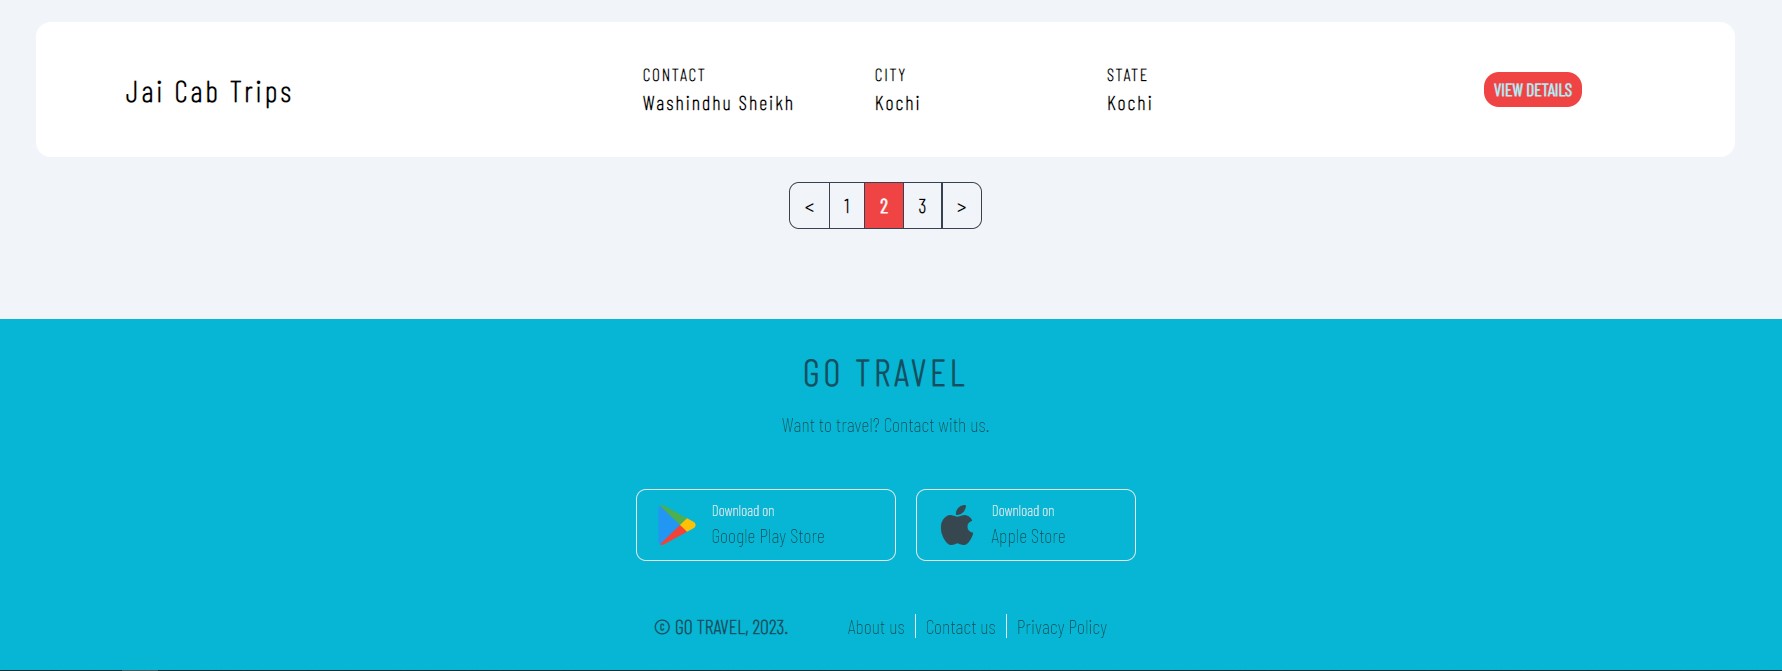 Jai Cab Trips
CONTACT
Washindhu Sheikh
CITY
Kochi
STATE
Kochi
VIEW DETAILS
< 1 2 3 >
GO TRAVEL
Want to travel? Contact with us.
Download on
Google Play Store
Download on
Apple Store
© GO TRAVEL, 2023.
About us
Contact us
Privacy Policy